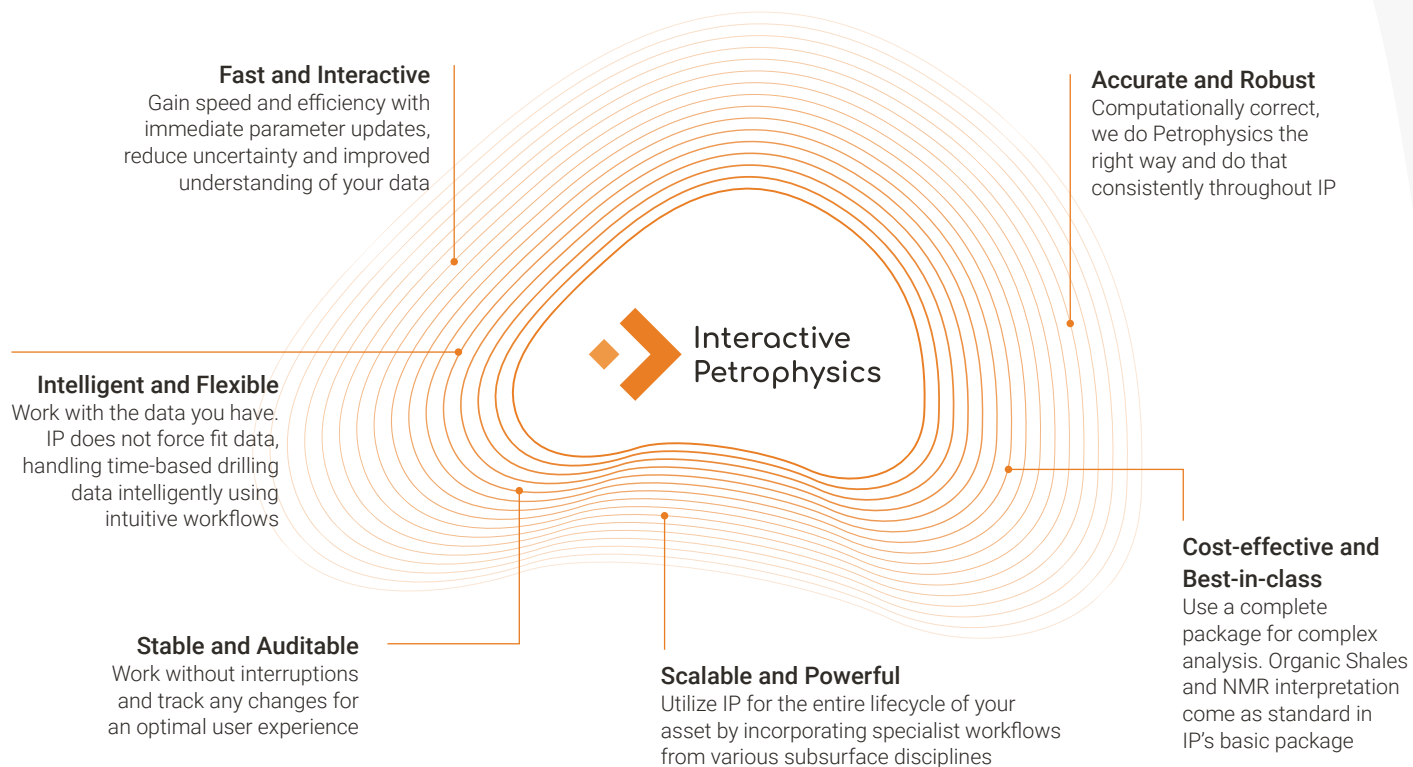 Fast and Interactive
Gain speed and efficiency with
immediate parameter updates,
reduce uncertainty and improved
understanding of your data
Accurate and Robust
Computationally correct,
we do Petrophysics the
right way and do that
consistently throughout IP
Interactive
Petrophysics
Intelligent and Flexible
Work with the data you have.
IP does not force fit data,
handling time-based drilling
data intelligently using
intuitive workflows
Stable and Auditable
Work without interruptions
and track any changes for
an optimal user experience
Scalable and Powerful
Utilize IP for the entire lifecycle of your
asset by incorporating specialist workflows
from various subsurface disciplines
Cost-effective and
Best-in-class
Use a complete
package for complex
analysis. Organic Shales
and NMR interpretation
come as standard in
IP’s basic package